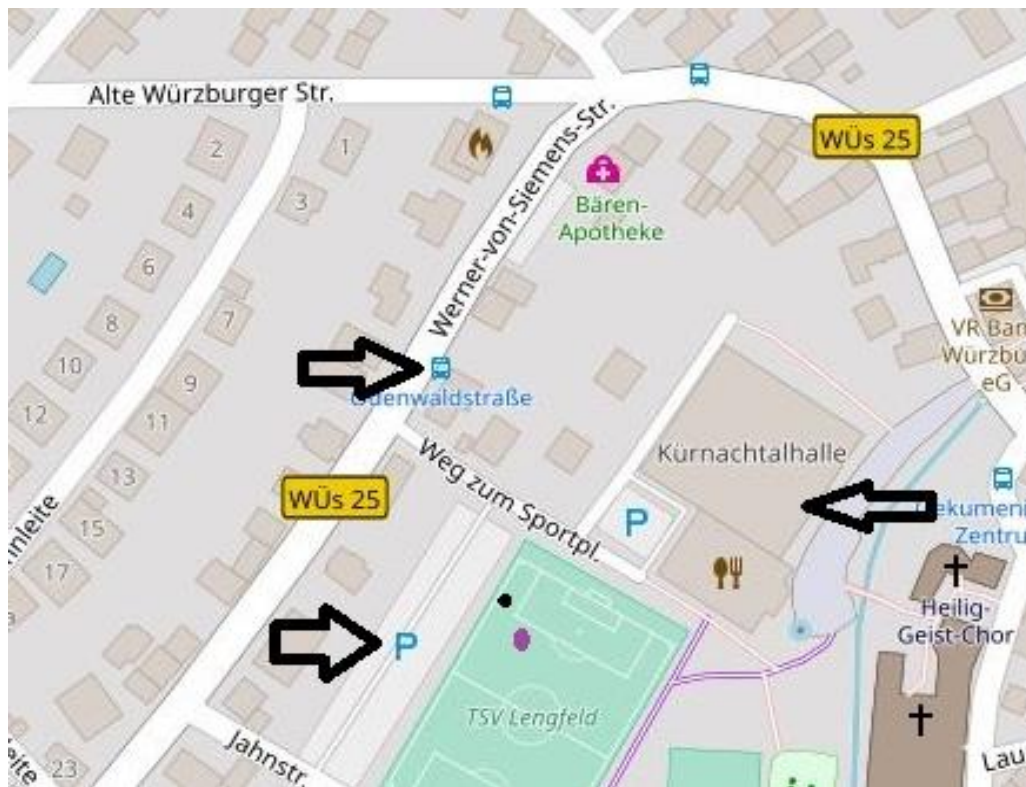 Alte Würzburger Str.
WÜs 25
2
1
3
4
6
7
8
10
9
12
11
13
15
17
23
Werner-von-Siemens-Str.
Bären-
Apotheke
VR Ban
Würzbu
eG
Odenwaldstraße
Kürnachtalhalle
WÜs 25
Weg zum Sportpl.
P
P
Zentru
Heilig-
Geist-Chor
TSV Lengfeld
Jahnstr.
Lau